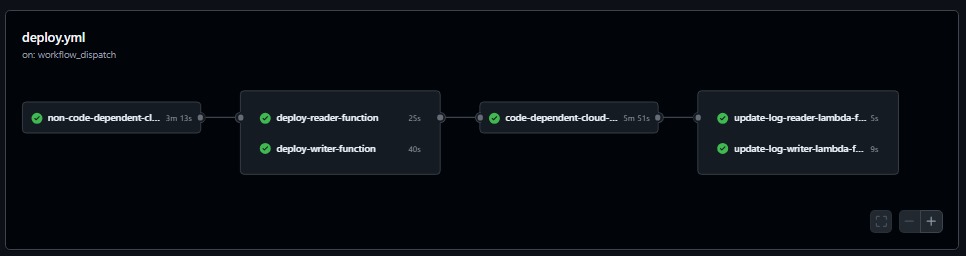 deploy.yml
on: workflow_dispatch
non-code-dependent-cl... 3m 13s
deploy-reader-function 25s
deploy-writer-function 40s
code-dependent-cloud-... 5m 51s
update-log-reader-lambda-f... 5s
update-log-writer-lambda-f... 9s